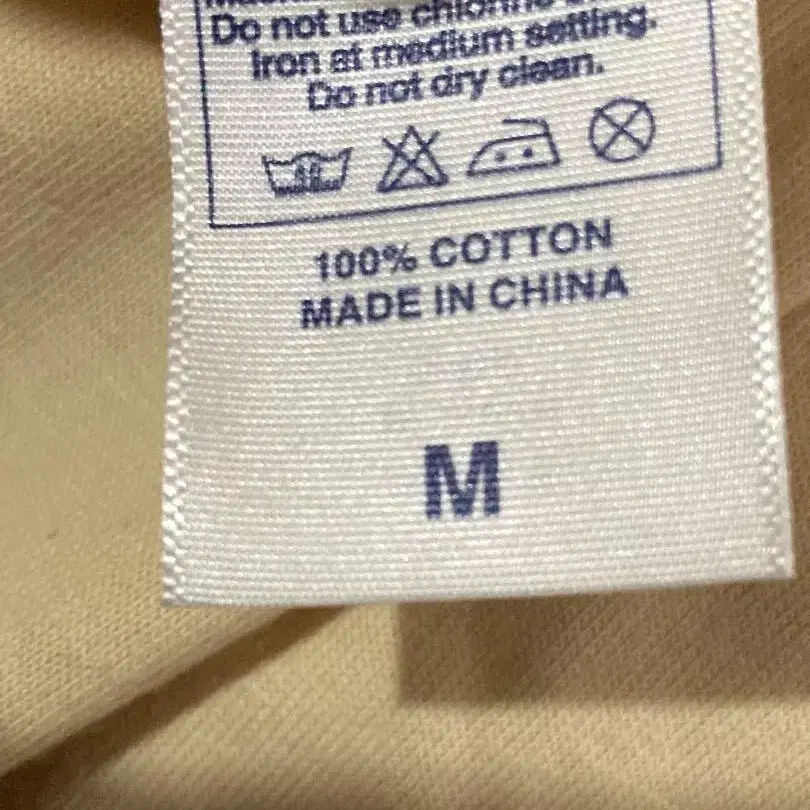 Do not use chlorine
Iron at medium setting.
Do not dry clean.
100% COTTON
MADE IN CHINA
M